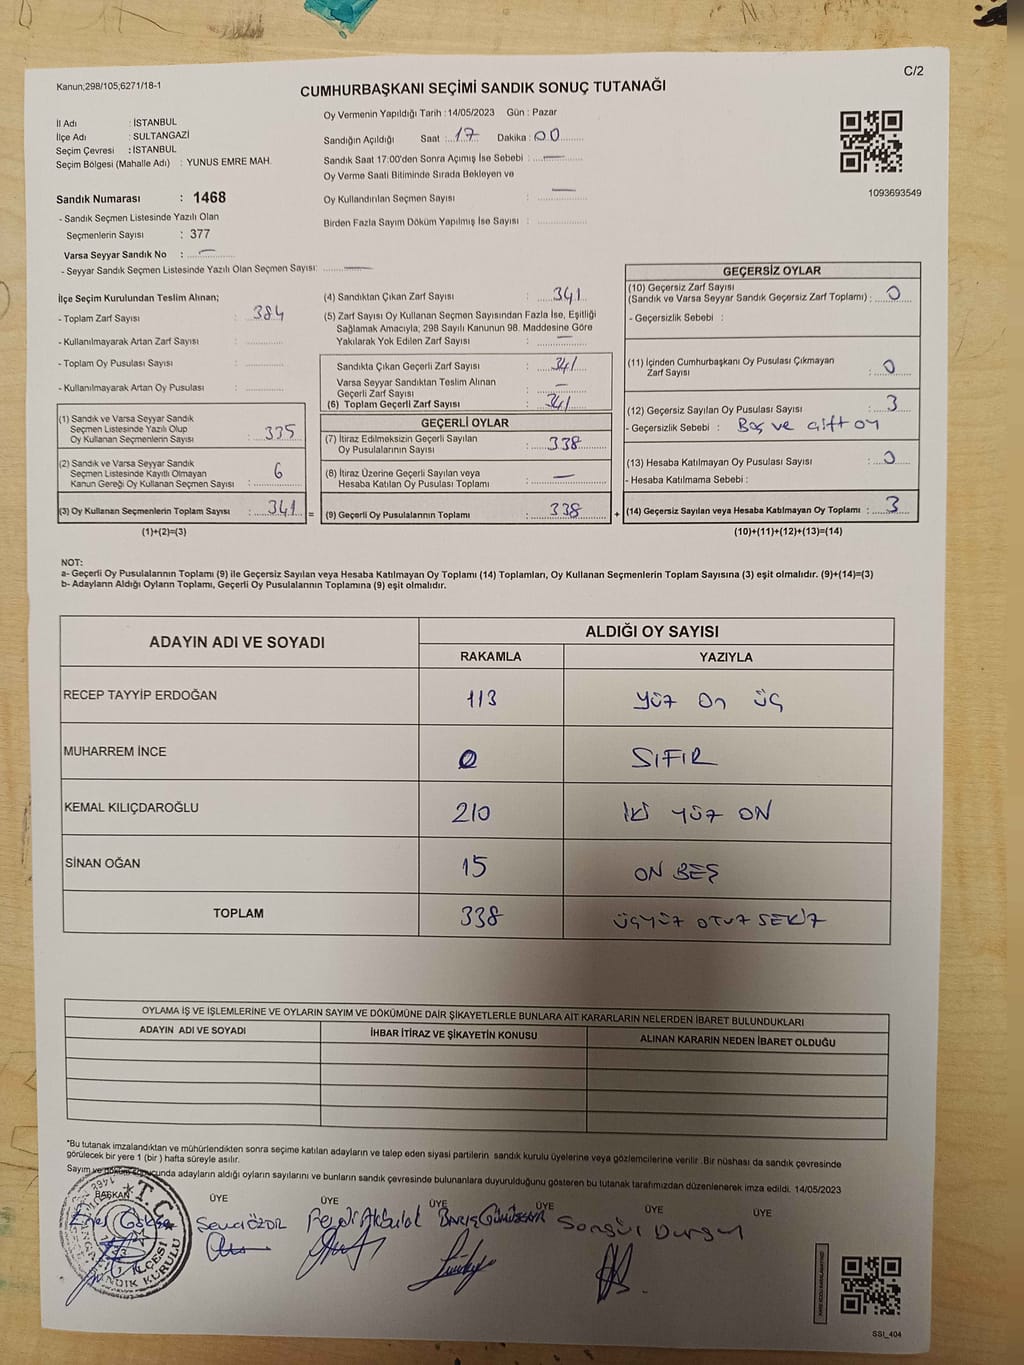 Kanun;298/105;6271/18-1
C/2
CUMHURBAŞKANI SEÇİMİ SANDIK SONUÇ TUTANAĞI
İl Adı : İSTANBUL
İlçe Adı : SULTANGAZİ
Seçim Çevresi : İSTANBUL
Seçim Bölgesi (Mahalle Adı) : YUNUS EMRE MAH.
Oy Vermenin Yapıldığı Tarih : 14/05/2023 Gün : Pazar
Sandığın Açıldığı Saat : 17 Dakika : 00
Sandık Saat 17:00'den Sonra Açımış İse Sebebi : —
Oy Verme Saati Bitiminde Sırada Bekleyen ve
Oy Kullandırılan Seçmen Sayısı : —
Birden Fazla Sayım Döküm Yapılmış İse Sayısı :
1093693549
Sandık Numarası : 1468
- Sandık Seçmen Listesinde Yazılı Olan
Seçmenlerin Sayısı : 377
Varsa Seyyar Sandık No : —
- Seyyar Sandık Seçmen Listesinde Yazılı Olan Seçmen Sayısı: —
İlçe Seçim Kurulundan Teslim Alınan;
- Toplam Zarf Sayısı : 384
- Kullanılmayarak Artan Zarf Sayısı :
- Toplam Oy Pusulası Sayısı :
- Kullanılmayarak Artan Oy Pusulası :
(1) Sandık ve Varsa Seyyar Sandık
Seçmen Listesinde Yazılı Olup
Oy Kullanan Seçmenlerin Sayısı : 335
(2) Sandık ve Varsa Seyyar Sandık
Seçmen Listesinde Kayıtlı Olmayan
Kanun Gereği Oy Kullanan Seçmen Sayısı : 6
(3) Oy Kullanan Seçmenlerin Toplam Sayısı : 341 =
(1)+(2)=(3)
(4) Sandıktan Çıkan Zarf Sayısı : 341
(5) Zarf Sayısı Oy Kullanan Seçmen Sayısından Fazla İse, Eşitliği
Sağlamak Amacıyla; 298 Sayılı Kanunun 98. Maddesine Göre
Yakılarak Yok Edilen Zarf Sayısı : —
Sandıkta Çıkan Geçerli Zarf Sayısı : 341
Varsa Seyyar Sandıktan Teslim Alınan
Geçerli Zarf Sayısı : —
(6) Toplam Geçerli Zarf Sayısı : 341
GEÇERLİ OYLAR
(7) İtiraz Edilmeksizin Geçerli Sayılan
Oy Pusulalarının Sayısı : 338
(8) İtiraz Üzerine Geçerli Sayılan veya
Hesaba Katılan Oy Pusulası Toplamı : —
(9) Geçerli Oy Pusulalarının Toplamı : 338 +
GEÇERSİZ OYLAR
(10) Geçersiz Zarf Sayısı
(Sandık ve Varsa Seyyar Sandık Geçersiz Zarf Toplamı) : 0
- Geçersizlik Sebebi :
(11) İçinden Cumhurbaşkanı Oy Pusulası Çıkmayan
Zarf Sayısı : 0
(12) Geçersiz Sayılan Oy Pusulası Sayısı : 3
- Geçersizlik Sebebi : Boş ve çift oy
(13) Hesaba Katılmayan Oy Pusulası Sayısı : 0
- Hesaba Katılmama Sebebi :
(14) Geçersiz Sayılan veya Hesaba Katılmayan Oy Toplamı : 3
(10)+(11)+(12)+(13)=(14)
NOT:
a- Geçerli Oy Pusulalarının Toplamı (9) ile Geçersiz Sayılan veya Hesaba Katılmayan Oy Toplamı (14) Toplamları, Oy Kullanan Seçmenlerin Toplam Sayısına (3) eşit olmalıdır. (9)+(14)=(3)
b- Adayların Aldığı Oyların Toplamı, Geçerli Oy Pusulalarının Toplamına (9) eşit olmalıdır.
ADAYIN ADI VE SOYADI
ALDIĞI OY SAYISI
RAKAMLA YAZIYLA
RECEP TAYYİP ERDOĞAN 113 yüz on üç
MUHARREM İNCE 0 SIFIR
KEMAL KILIÇDAROĞLU 210 İki yüz ON
SİNAN OĞAN 15 ON BEŞ
TOPLAM 338 üçyüz otuz SEKİZ
OYLAMA İŞ VE İŞLEMLERİNE VE OYLARIN SAYIM VE DÖKÜMÜNE DAİR ŞİKAYETLERLE BUNLARA AİT KARARLARIN NELERDEN İBARET BULUNDUKLARI
ADAYIN ADI VE SOYADI İHBAR İTİRAZ VE ŞİKAYETİN KONUSU ALINAN KARARIN NEDEN İBARET OLDUĞU
"Bu tutanak imzalandıktan ve mühürlendikten sonra seçime katılan adayların ve talep eden siyasi partilerin sandık kurulu üyelerine veya gözlemcilerine verilir .Bir nüshası da sandık çevresinde
görülecek bir yere 1 (bir ) hafta süreyle asılır.
Sayım ve döküm sonucunda adayların aldığı oyların sayılarını ve bunların sandık çevresinde bulunanlara duyurulduğunu gösteren bu tutanak tarafımızdan düzenlenerek imza edildi. 14/05/2023
BAŞKAN ÜYE ÜYE ÜYE ÜYE ÜYE ÜYE
Sevcan ÖZDR
Songül Dursun
T.C.
1468
SANDIK KURULU
SSI_404